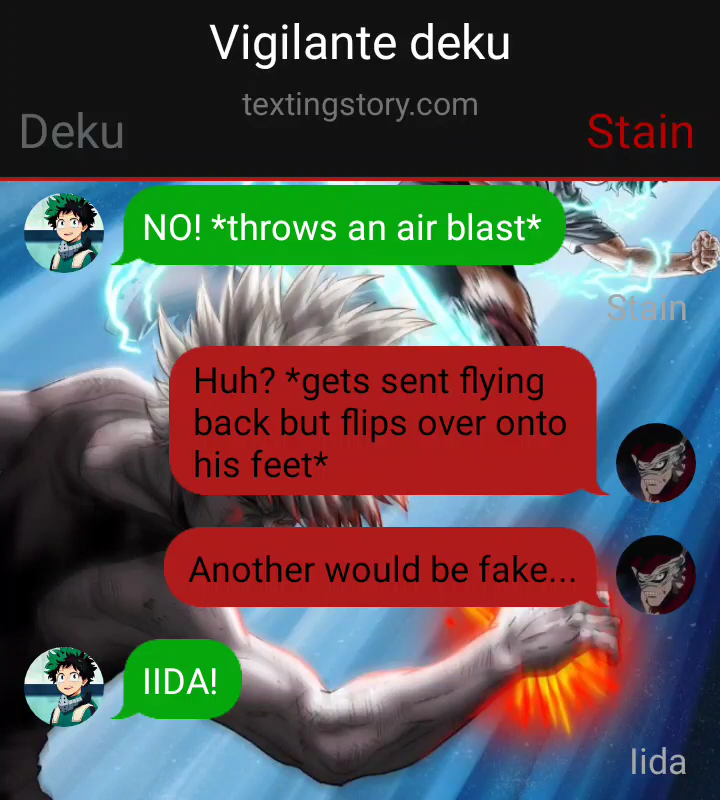 Vigilante deku
textingstory.com
Deku
Stain
NO! *throws an air blast*
Stain
Huh? *gets sent flying
back but flips over onto
his feet*
Another would be fake...
IIDA!
Iida